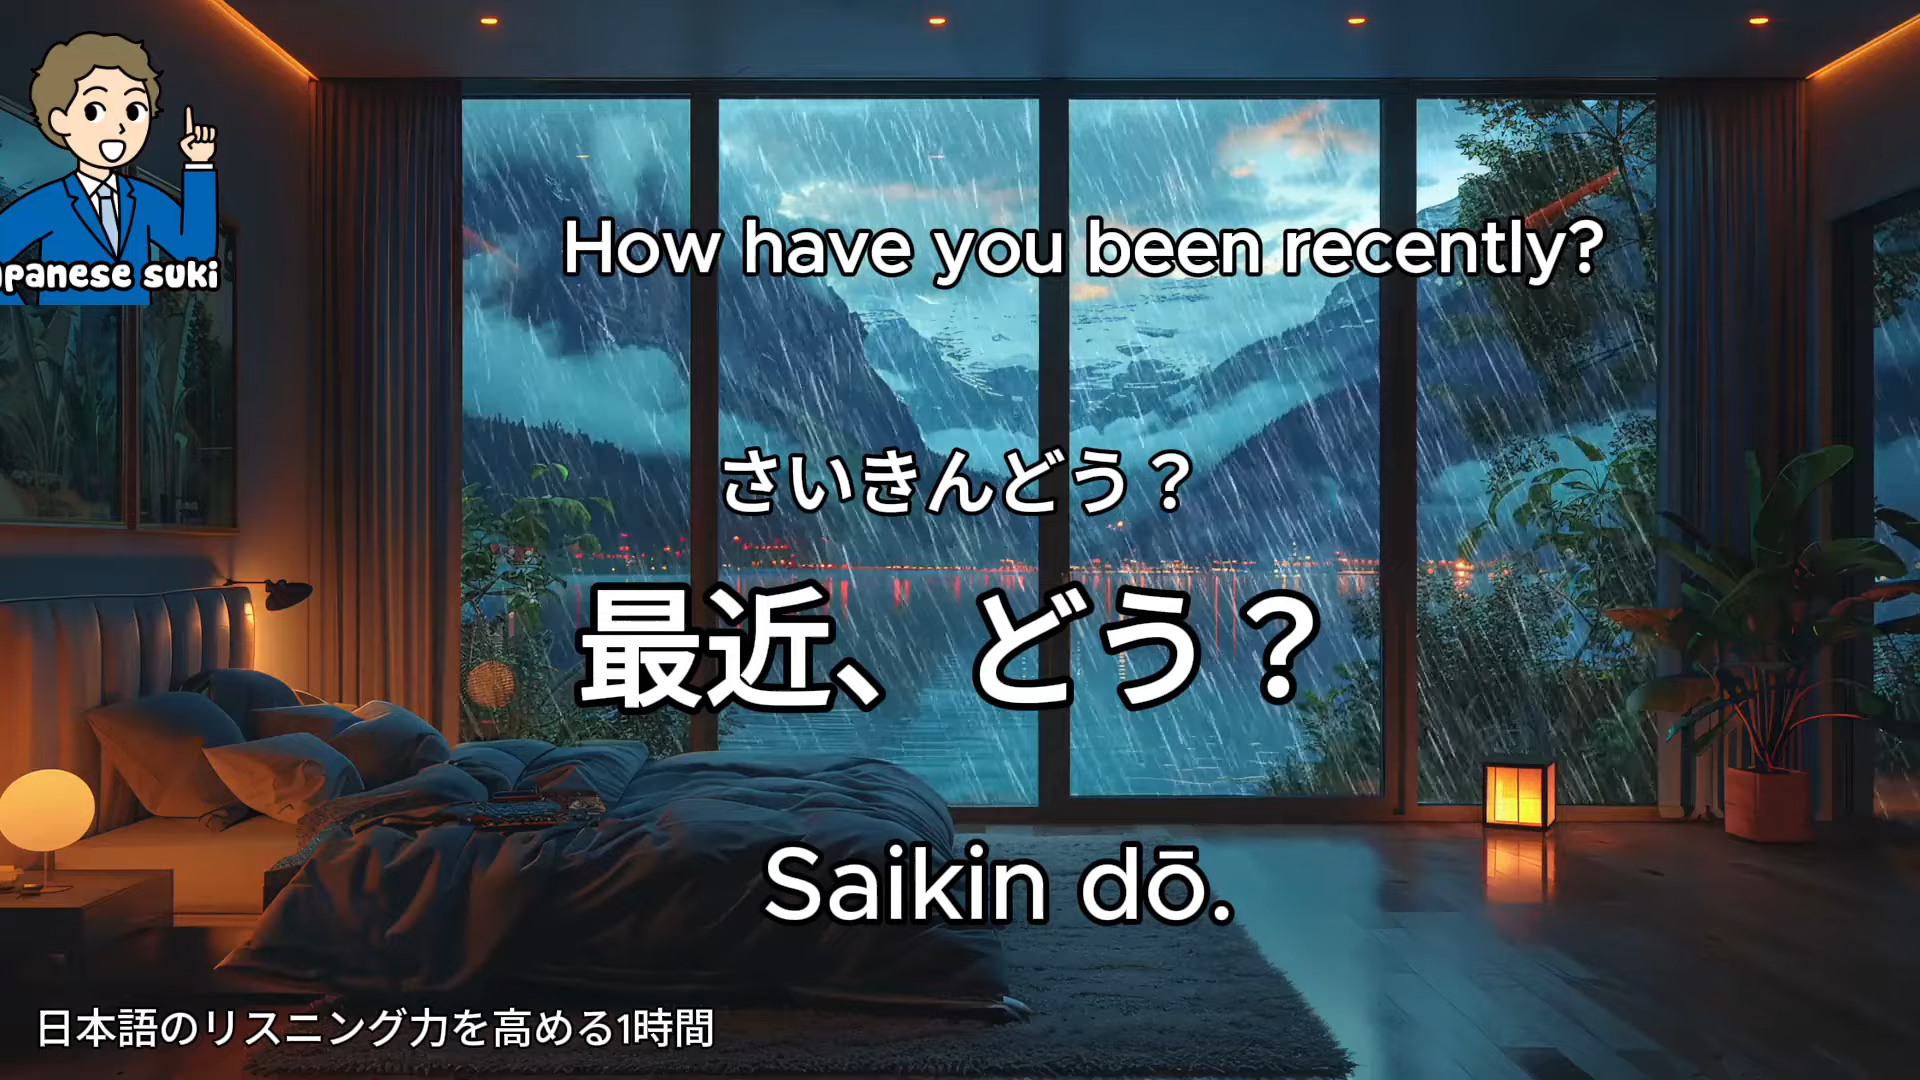 apanese suki
How have you been recently?
さいきんどう？
最近、どう？
Saikin dō.
日本語のリスニング力を高める1時間